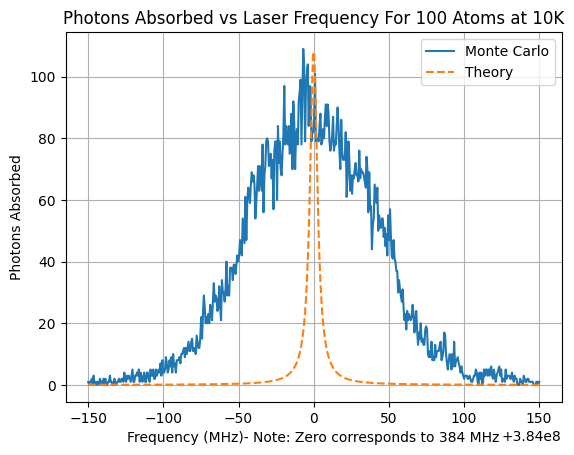 Photons Absorbed vs Laser Frequency For 100 Atoms at 10K
Monte Carlo
Theory
Photons Absorbed
100
80
60
40
20
0
−150
−100
−50
0
50
100
150
Frequency (MHz)- Note: Zero corresponds to 384 MHz
+3.84e8